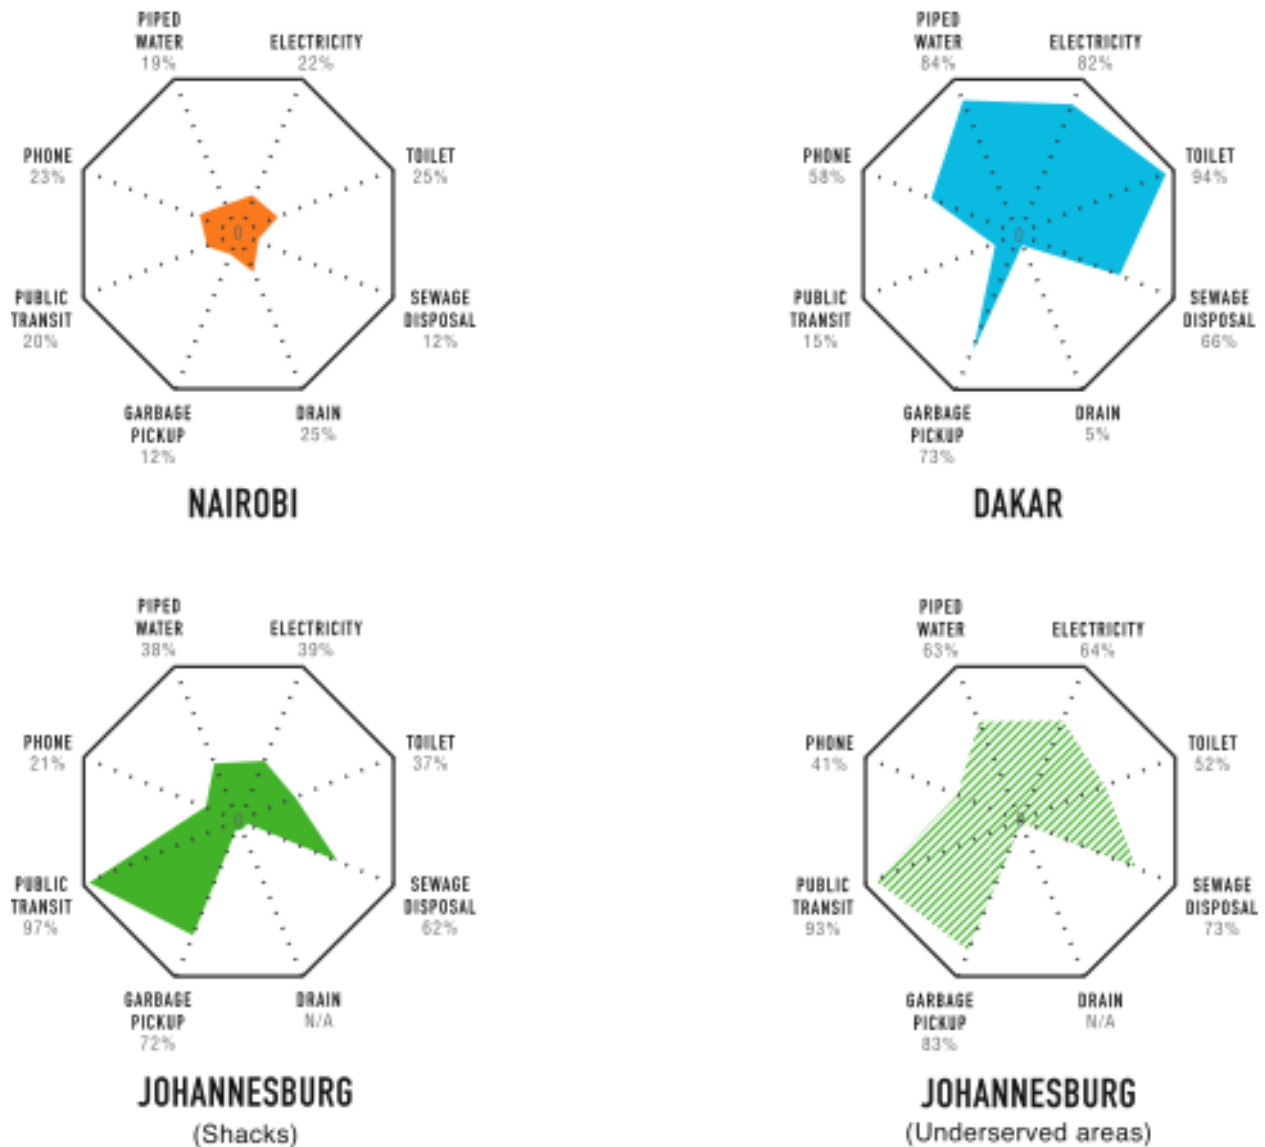 PIPED
WATER
19%
ELECTRICITY
22%
PHONE
23%
TOILET
25%
0
PUBLIC
TRANSIT
20%
SEWAGE
DISPOSAL
12%
GARBAGE
PICKUP
12%
DRAIN
25%
NAIROBI
PIPED
WATER
84%
ELECTRICITY
82%
PHONE
58%
TOILET
94%
0
PUBLIC
TRANSIT
15%
SEWAGE
DISPOSAL
66%
GARBAGE
PICKUP
73%
DRAIN
5%
DAKAR
PIPED
WATER
38%
ELECTRICITY
39%
PHONE
21%
TOILET
37%
0
PUBLIC
TRANSIT
97%
SEWAGE
DISPOSAL
62%
GARBAGE
PICKUP
72%
DRAIN
N/A
JOHANNESBURG
(Shacks)
PIPED
WATER
63%
ELECTRICITY
64%
PHONE
41%
TOILET
52%
0
PUBLIC
TRANSIT
93%
SEWAGE
DISPOSAL
73%
GARBAGE
PICKUP
83%
DRAIN
N/A
JOHANNESBURG
(Underserved areas)